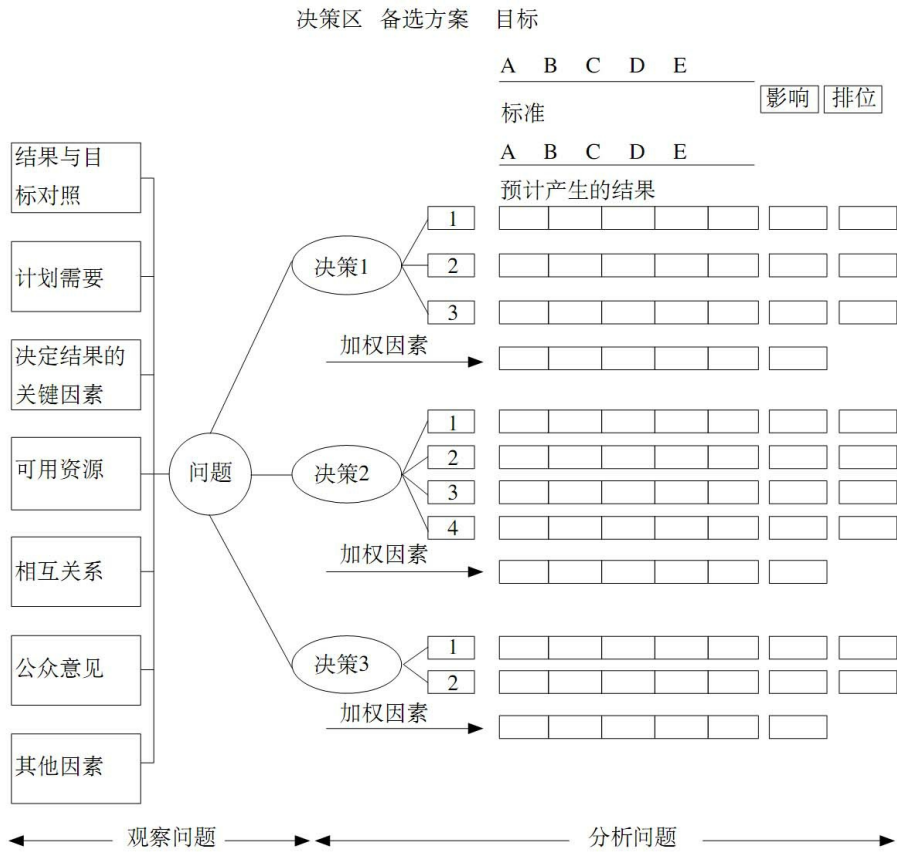 决策区 备选方案 目标
A B C D E
影响 排位
标准
A B C D E
预计产生的结果
结果与目
标对照
计划需要
决定结果的
关键因素
可用资源
相互关系
公众意见
其他因素
问题
决策1
1
2
3
加权因素
决策2
1
2
3
4
加权因素
决策3
1
2
加权因素
观察问题 分析问题